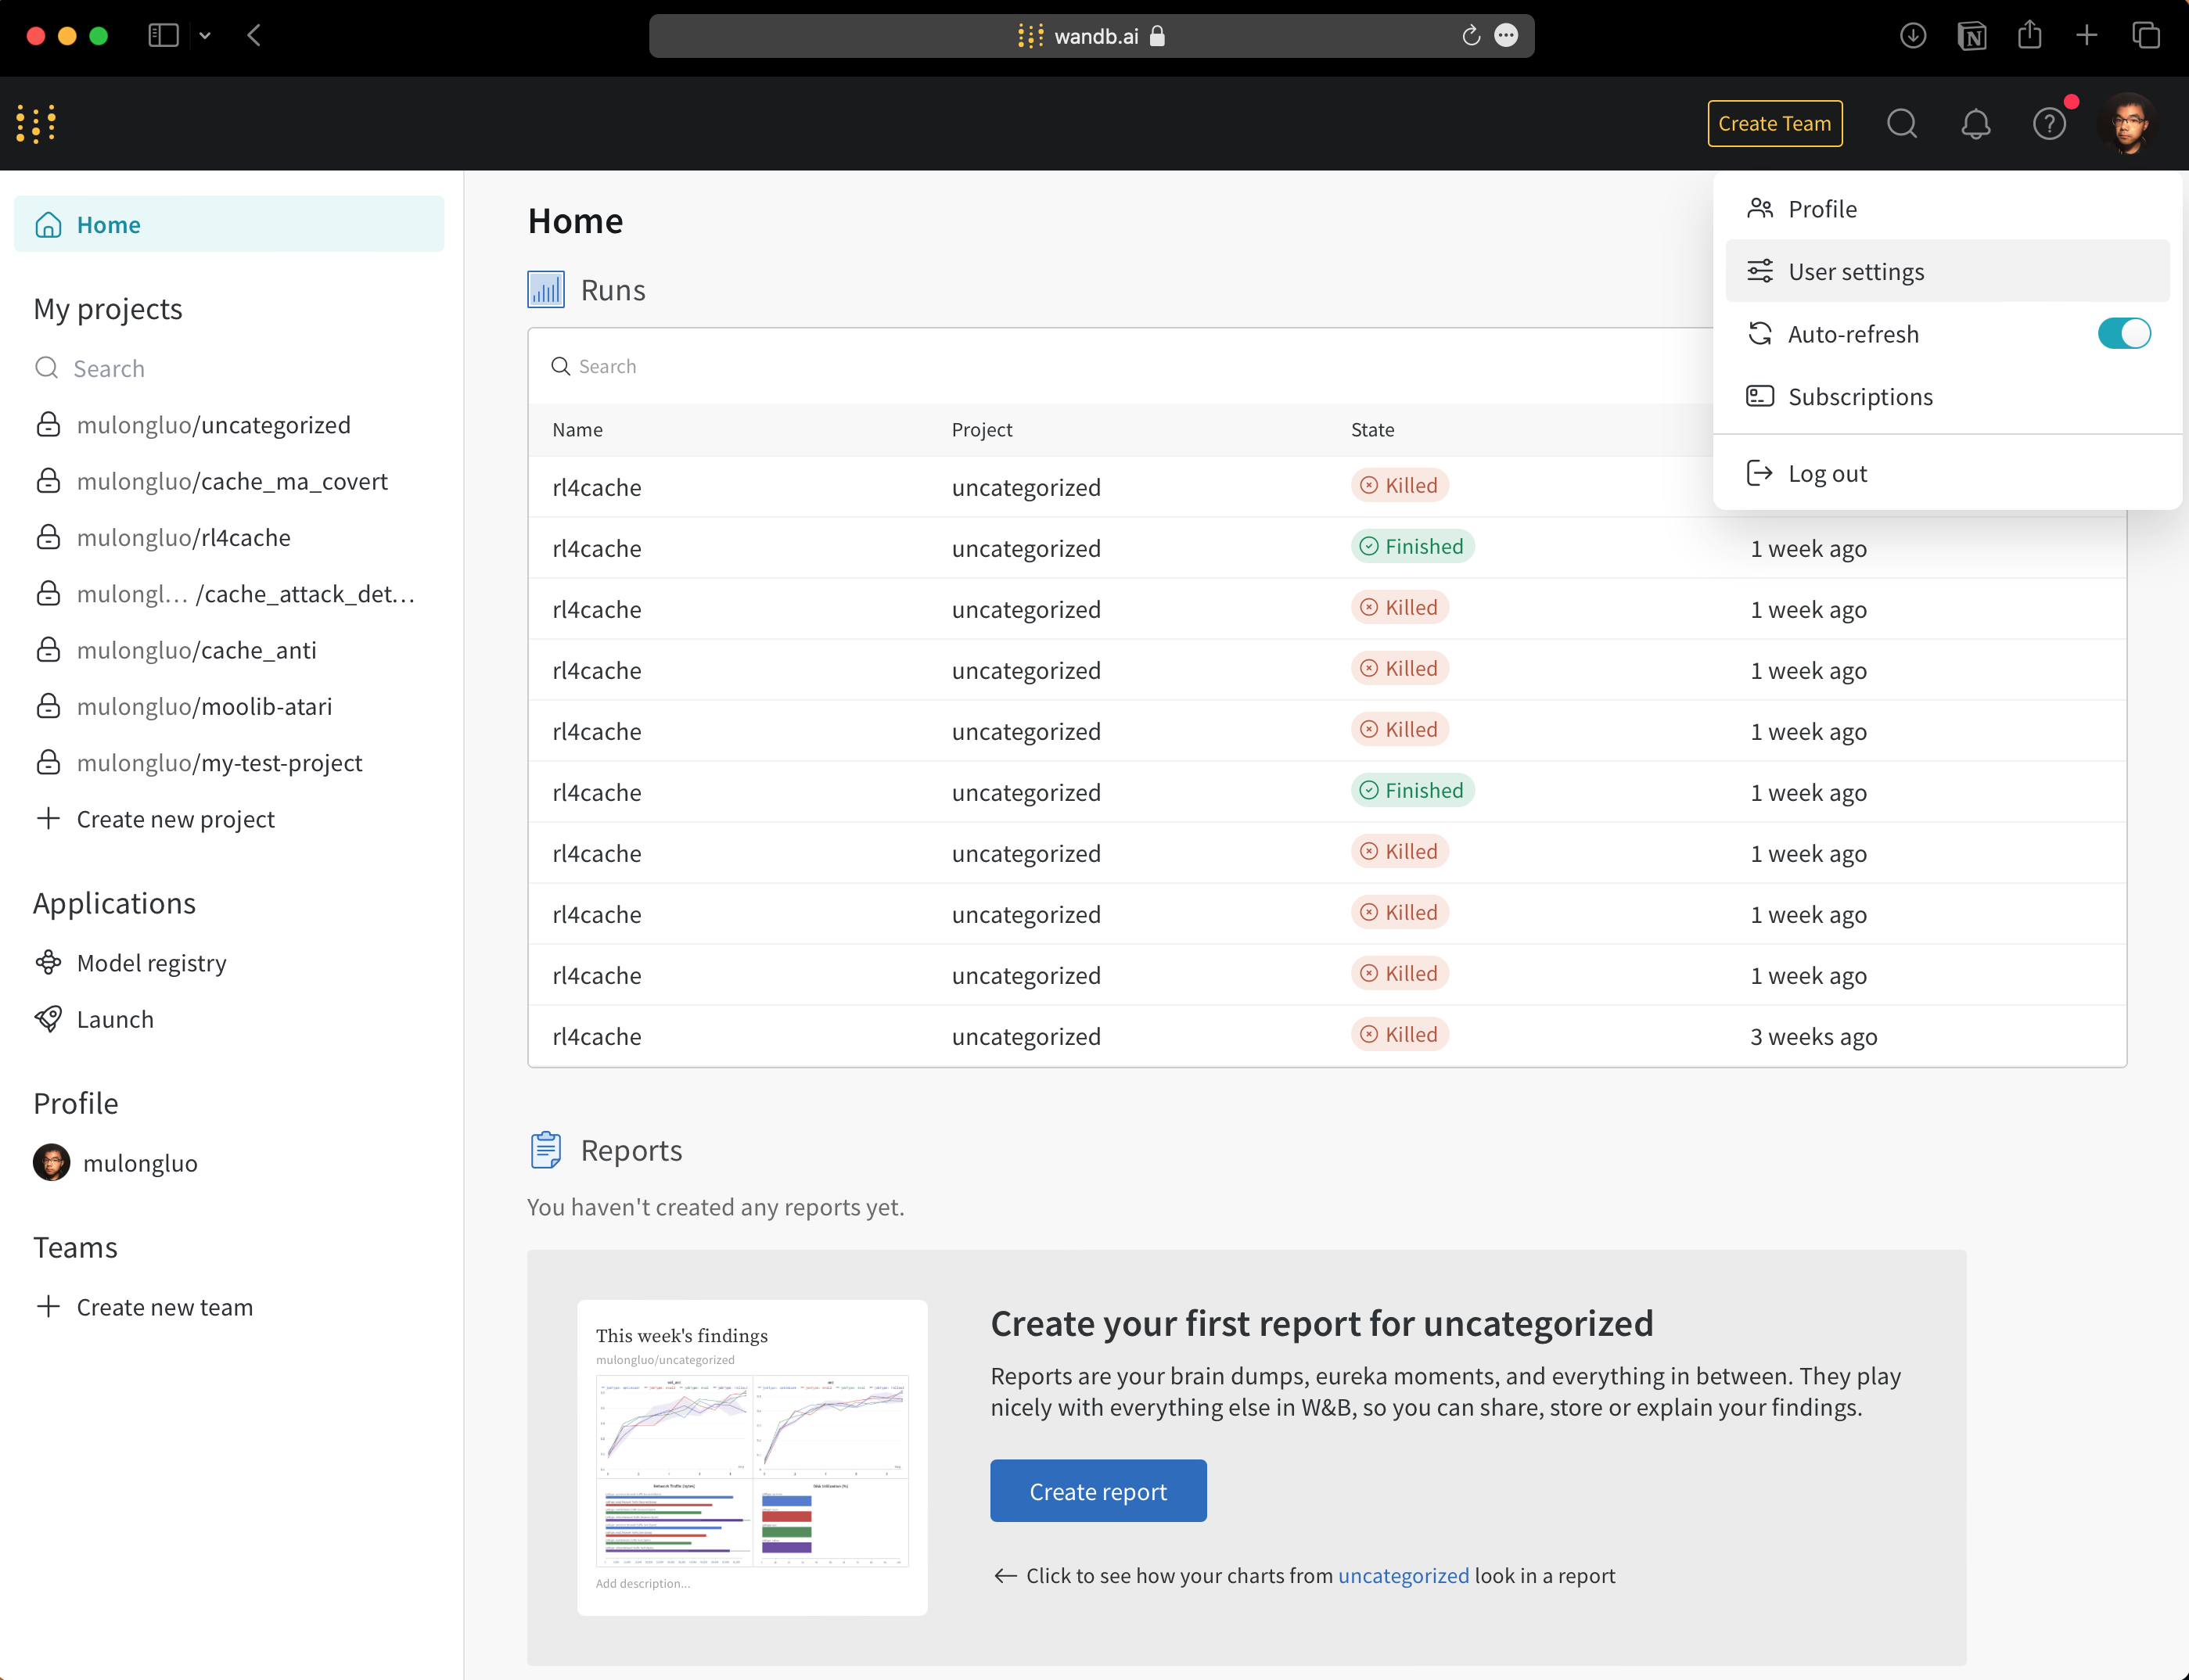 wandb.ai
Create Team
Home
My projects
Search
mulongluo/uncategorized
mulongluo/cache_ma_covert
mulongluo/rl4cache
mulongl... /cache_attack_det...
mulongluo/cache_anti
mulongluo/moolib-atari
mulongluo/my-test-project
Create new project
Applications
Model registry
Launch
Profile
mulongluo
Teams
Create new team
Home
Runs
Search
Name Project State
rl4cache uncategorized Killed
rl4cache uncategorized Finished 1 week ago
rl4cache uncategorized Killed 1 week ago
rl4cache uncategorized Killed 1 week ago
rl4cache uncategorized Killed 1 week ago
rl4cache uncategorized Finished 1 week ago
rl4cache uncategorized Killed 1 week ago
rl4cache uncategorized Killed 1 week ago
rl4cache uncategorized Killed 1 week ago
rl4cache uncategorized Killed 3 weeks ago
Profile
User settings
Auto-refresh
Subscriptions
Log out
Reports
You haven't created any reports yet.
This week's findings
mulongluo/uncategorized
Network Traffic (bytes)
Disk Utilization (%)
Add description...
Create your first report for uncategorized
Reports are your brain dumps, eureka moments, and everything in between. They play
nicely with everything else in W&B, so you can share, store or explain your findings.
Create report
← Click to see how your charts from uncategorized look in a report